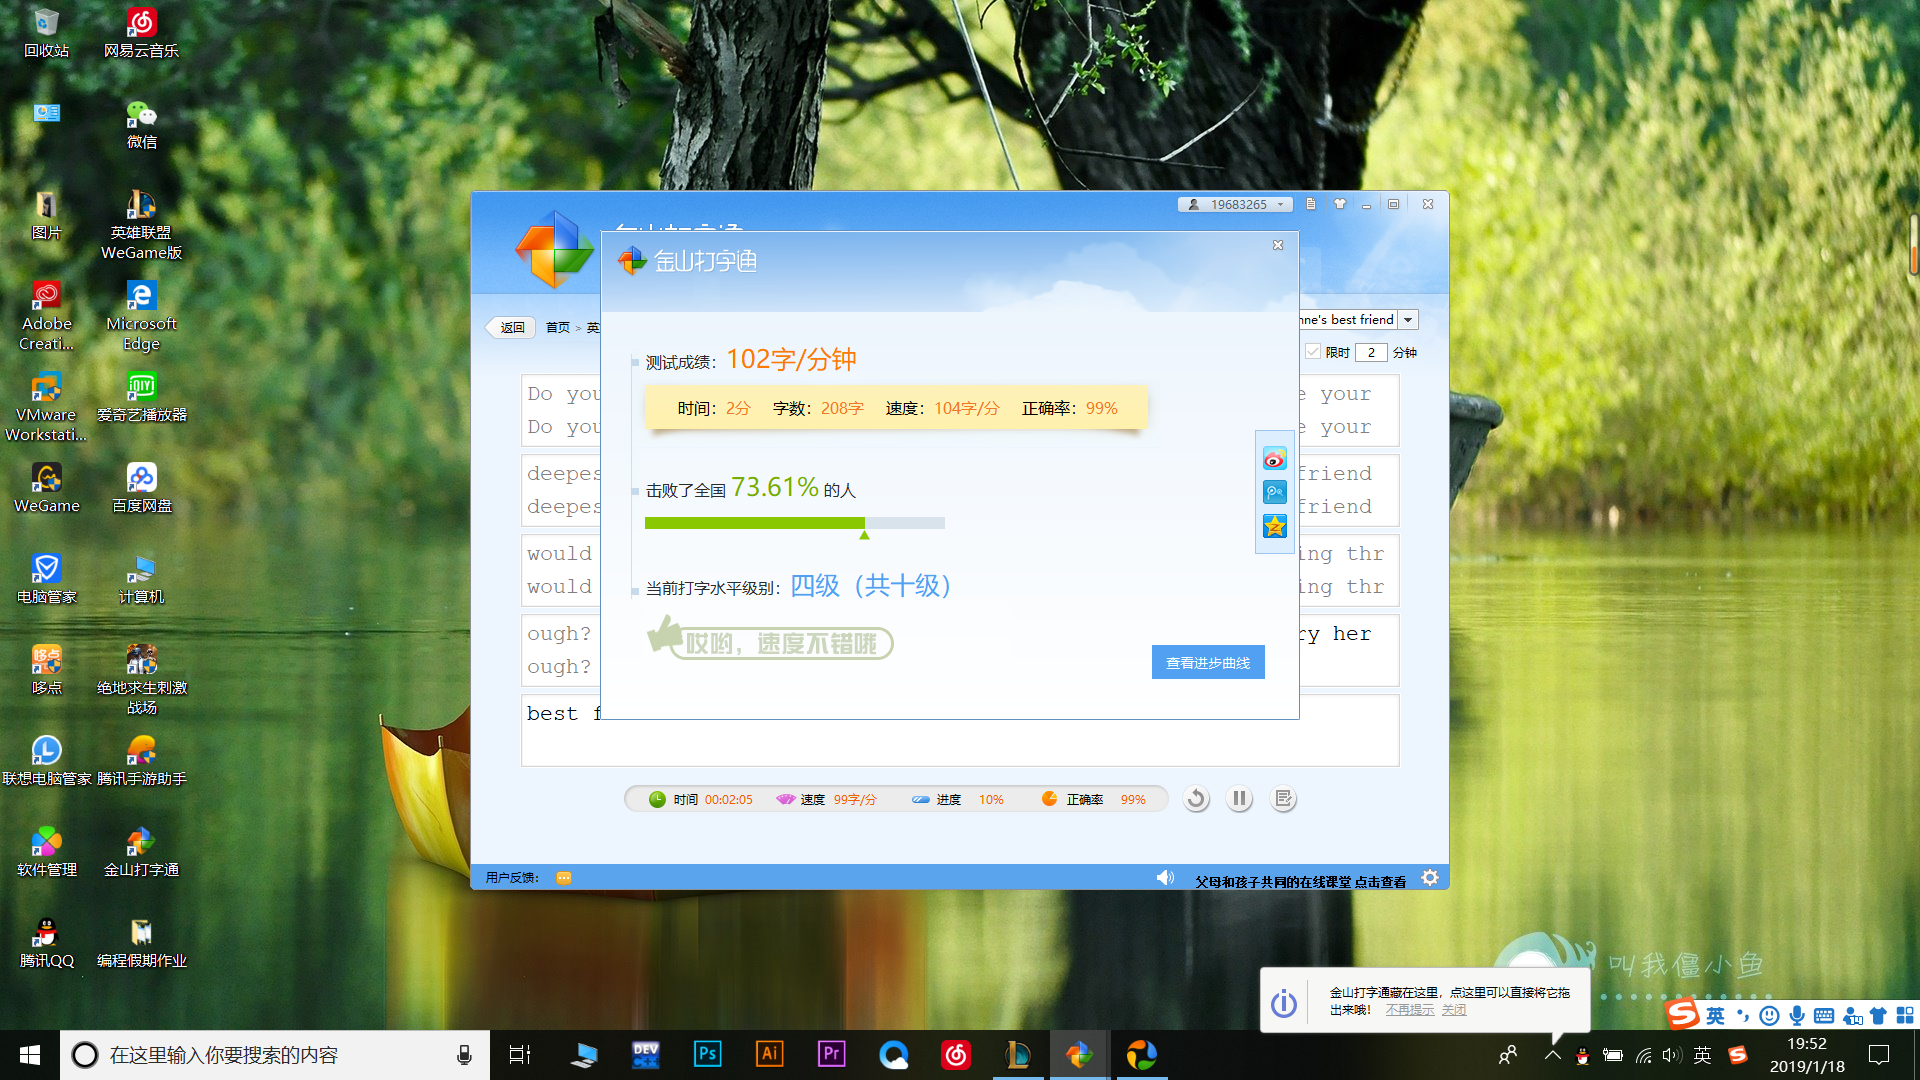 回收站
网易云音乐
微信
图片
英雄联盟
WeGame版
Adobe
Creati...
Microsoft
Edge
VMware
Workstati...
爱奇艺播放器
WeGame
百度网盘
电脑管家
计算机
哆点
哆点
绝地求生刺激
战场
联想电脑管家
腾讯手游助手
软件管理
金山打字通
腾讯QQ
编程假期作业
19683265
金山打字通
返回
首页 > 英
nne's best friend
限时 2 分钟
测试成绩：102字/分钟
时间：2分 字数：208字 速度：104字/分 正确率：99%
击败了全国 73.61% 的人
当前打字水平级别：四级（共十级）
哎哟，速度不错哦
查看进步曲线
Do you
e your
Do you
e your
deepes
friend
deepes
friend
would
ing thr
would
ing thr
ough?
ry her
ough?
best f
时间 00:02:05 速度 99字/分 进度 10% 正确率 99%
用户反馈：
父母和孩子共同的在线课堂 点击查看
叫我僵小鱼
金山打字通藏在这里，点这里可以直接将它拖
出来哦！ 不再提示 关闭
英
在这里输入你要搜索的内容
DEV
C++
Ps
Ai
Pr
英
19:52
2019/1/18